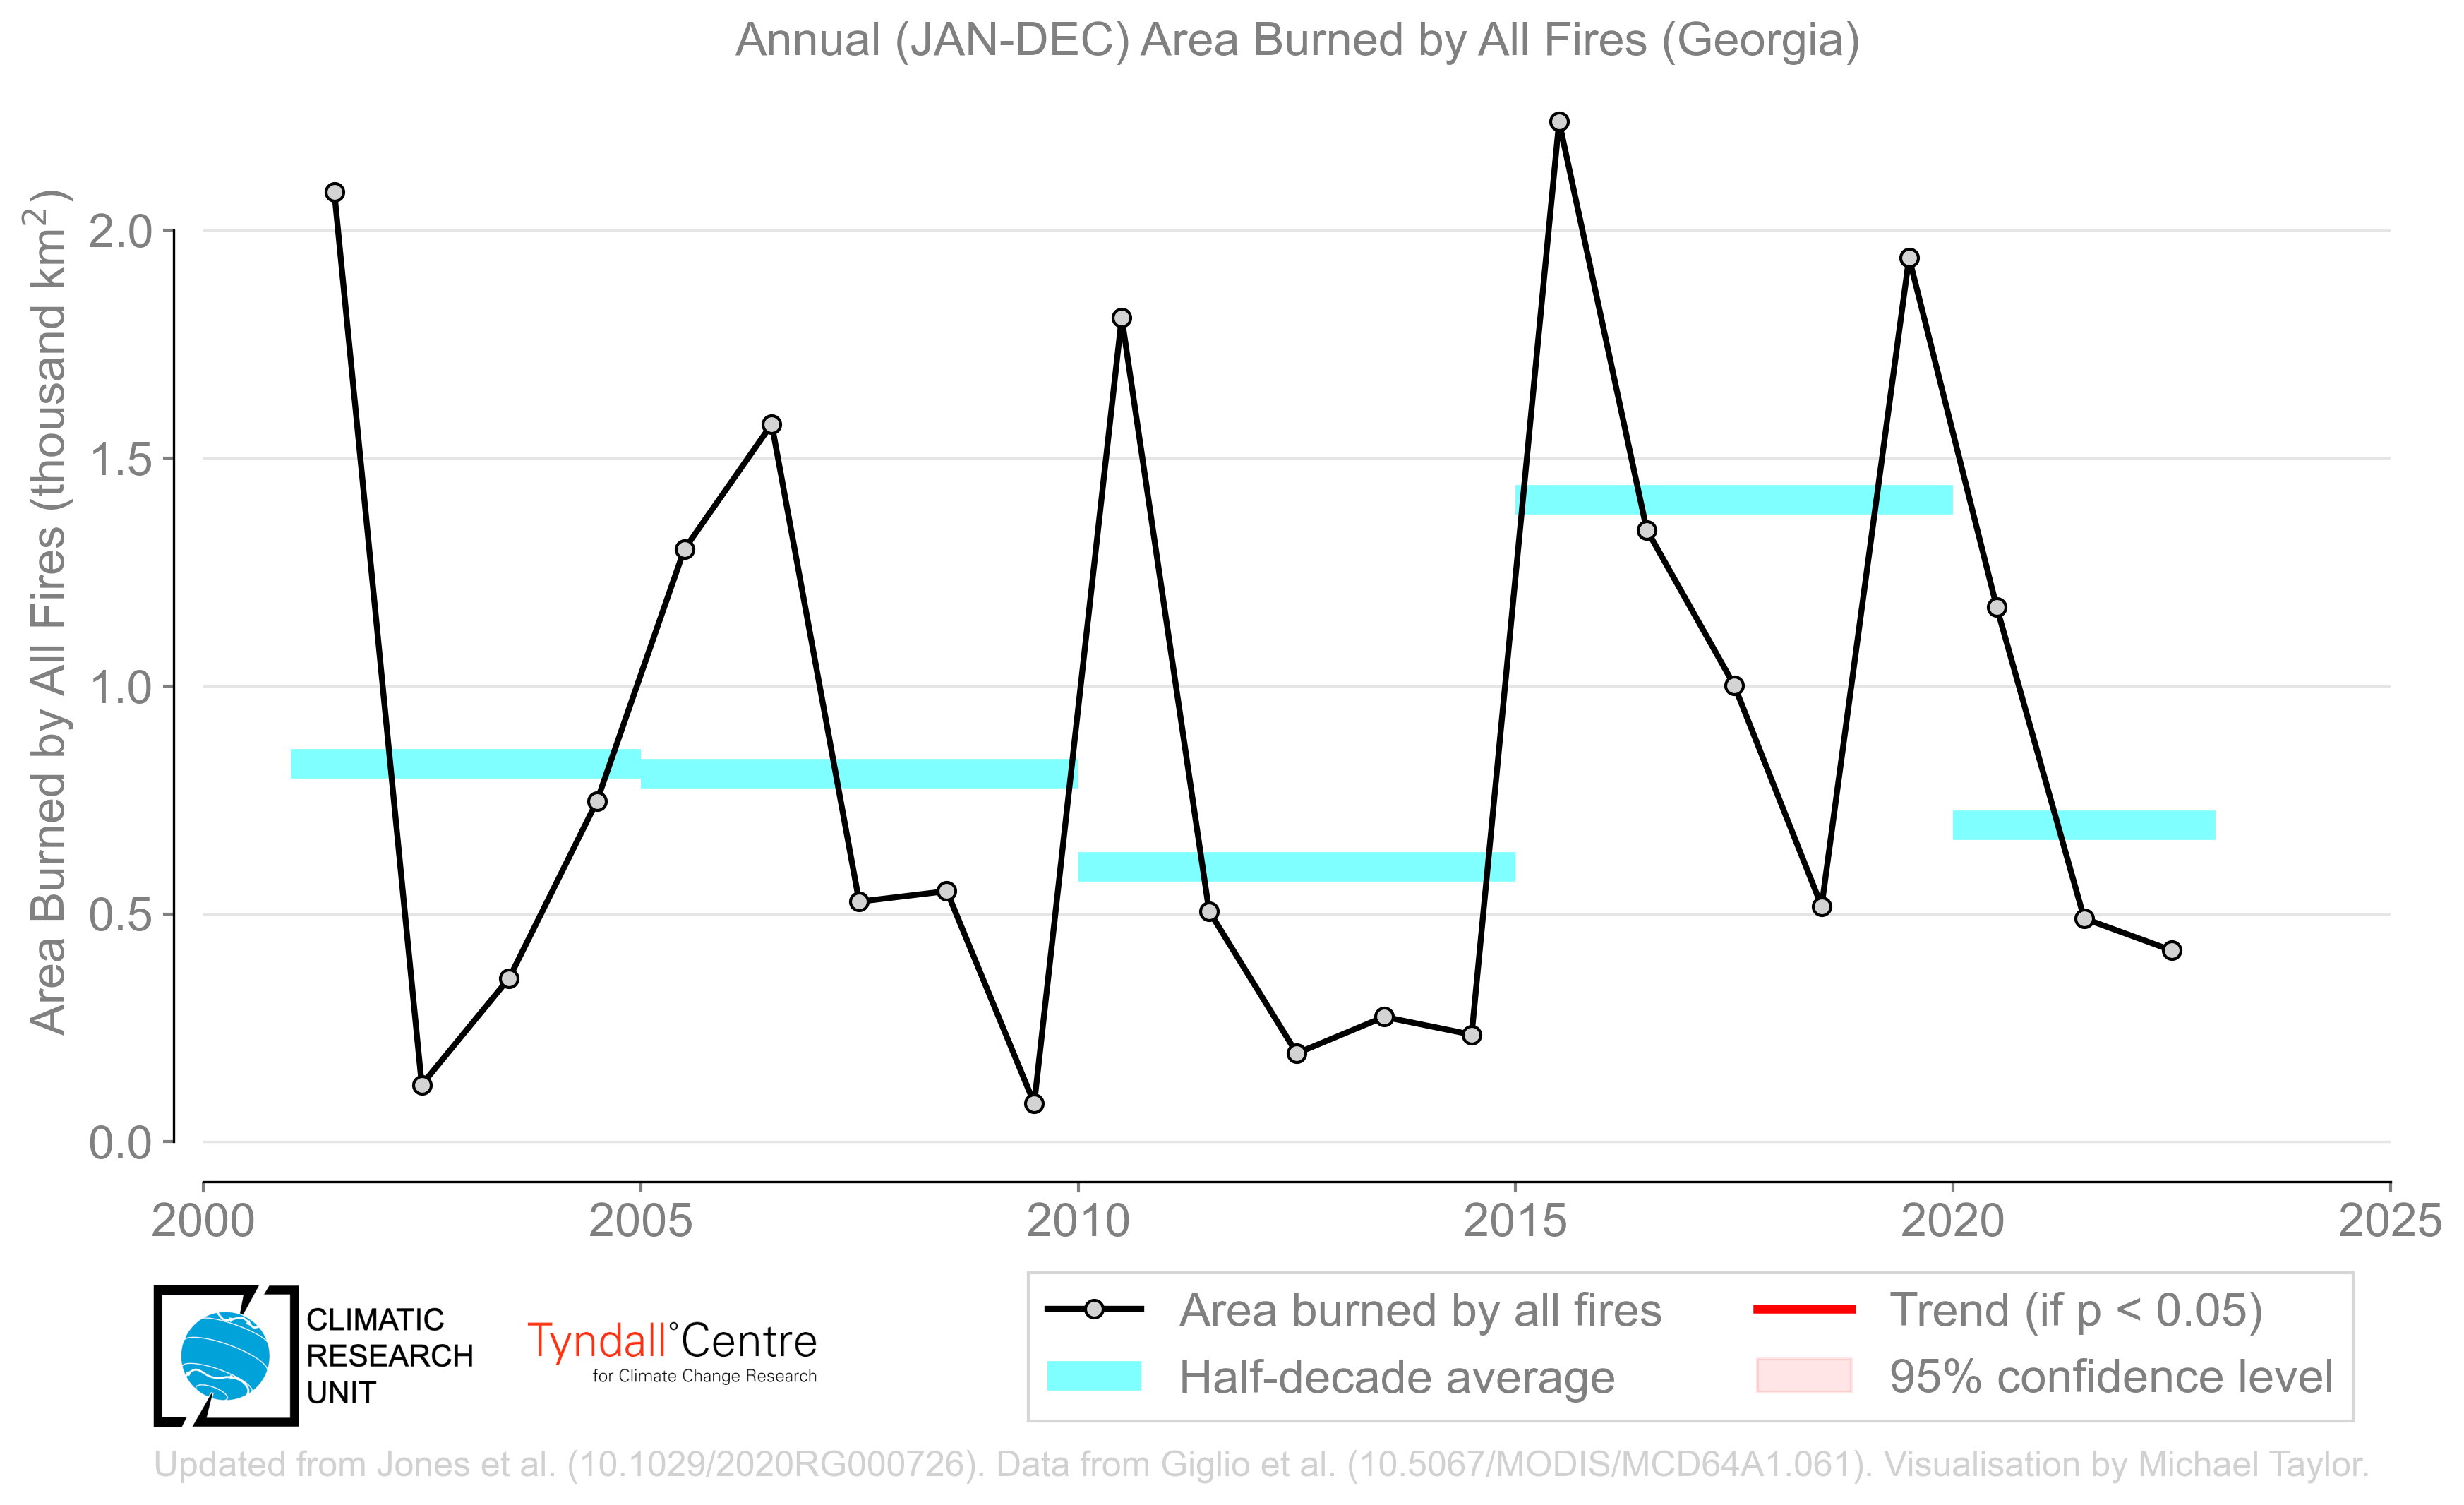 Annual (JAN-DEC) Area Burned by All Fires (Georgia)
Area Burned by All Fires (thousand km²)
2.0
1.5
1.0
0.5
0.0
2000 2005 2010 2015 2020 2025
CLIMATIC
RESEARCH
UNIT
Tyndall°Centre
for Climate Change Research
Area burned by all fires
Half-decade average
Trend (if p < 0.05)
95% confidence level
Updated from Jones et al. (10.1029/2020RG000726). Data from Giglio et al. (10.5067/MODIS/MCD64A1.061). Visualisation by Michael Taylor.